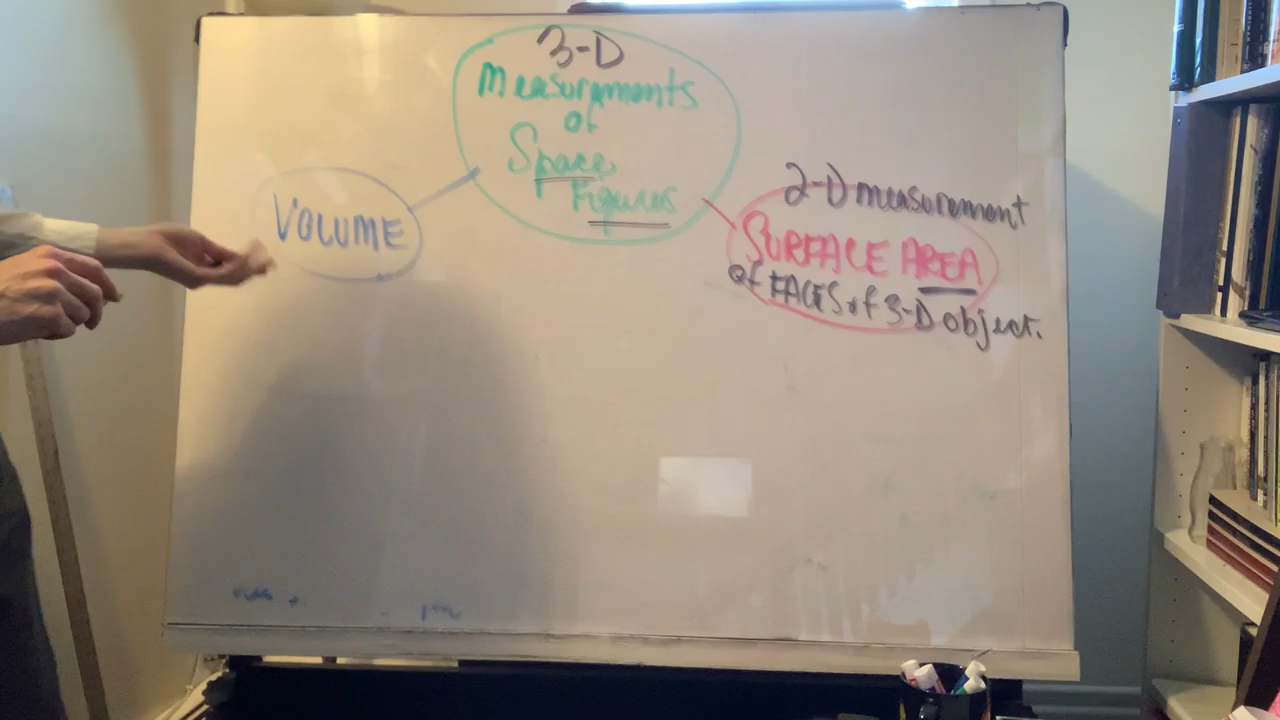 3-D
Measurements
of
Space
Figures
VOLUME
2-D measurement
SURFACE AREA
of FACES of 3-D object.